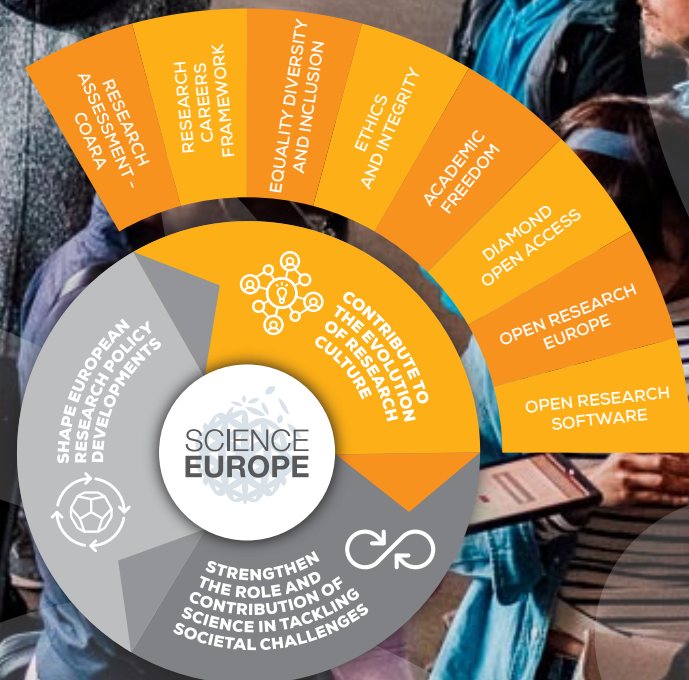 RESEARCH
ASSESSMENT –
COARA
RESEARCH
CAREERS
FRAMEWORK
EQUALITY DIVERSITY
AND INCLUSION
ETHICS
AND INTEGRITY
ACADEMIC
FREEDOM
DIAMOND
OPEN ACCESS
OPEN RESEARCH
EUROPE
OPEN RESEARCH
SOFTWARE
CONTRIBUTE TO
THE EVOLUTION
OF RESEARCH
CULTURE
SHAPE EUROPEAN
RESEARCH POLICY
DEVELOPMENTS
SCIENCE
EUROPE
STRENGTHEN
THE ROLE AND
CONTRIBUTION OF
SCIENCE IN TACKLING
SOCIETAL CHALLENGES